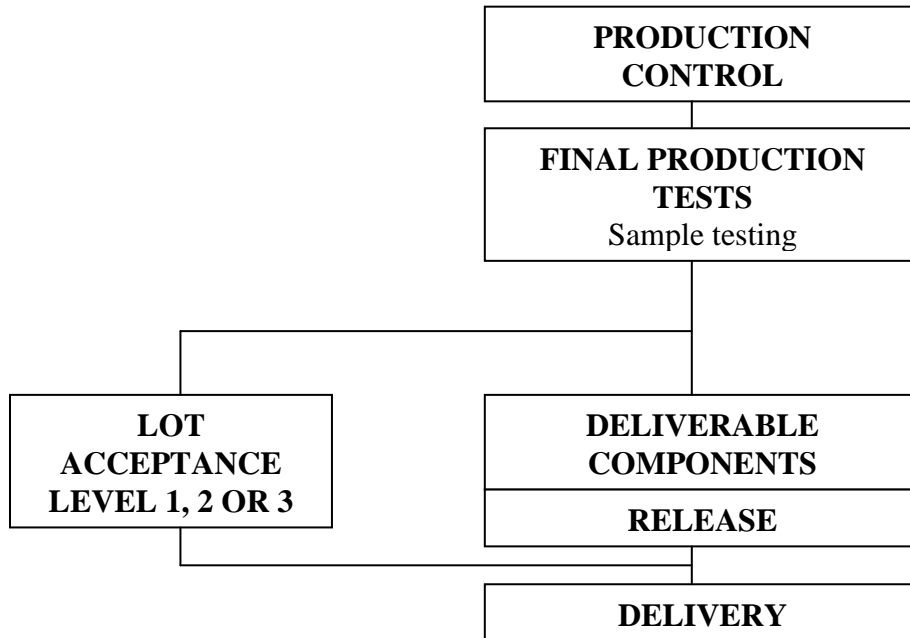 PRODUCTION
CONTROL
FINAL PRODUCTION
TESTS
Sample testing
LOT
ACCEPTANCE
LEVEL 1, 2 OR 3
DELIVERABLE
COMPONENTS
RELEASE
DELIVERY